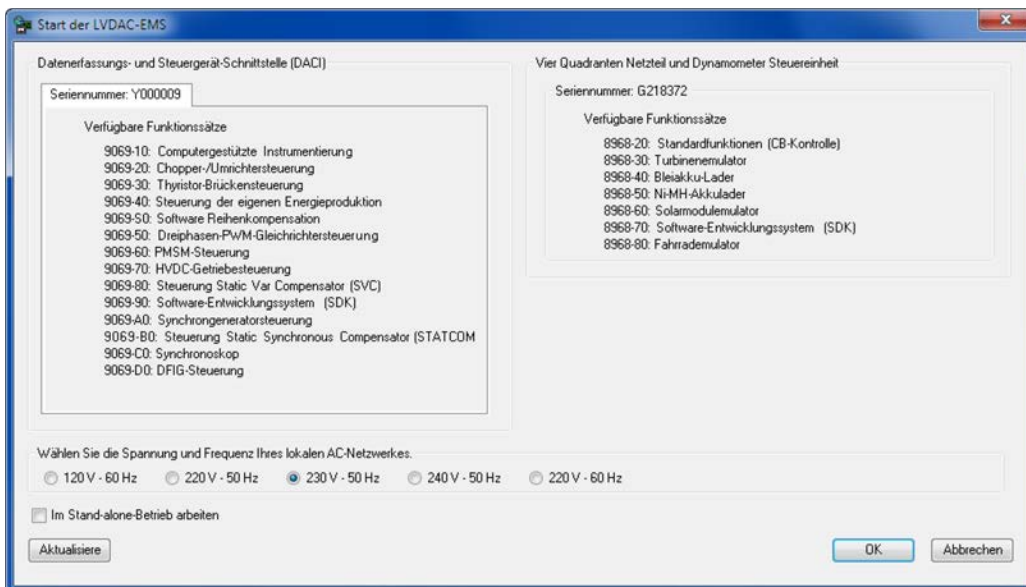 Start der LVDAC-EMS
Datenerfassungs- und Steuergerät-Schnittstelle (DACI)
Seriennummer: Y000009
Verfügbare Funktionssätze
9069-10: Computergestützte Instrumentierung
9069-20: Chopper-/Umrichtersteuerung
9069-30: Thyristor-Brückensteuerung
9069-40: Steuerung der eigenen Energieproduktion
9069-S0: Software Reihenkompensation
9069-50: Dreiphasen-PWM-Gleichrichtersteuerung
9069-60: PMSM-Steuerung
9069-70: HVDC-Getriebesteuerung
9069-80: Steuerung Static Var Compensator (SVC)
9069-90: Software-Entwicklungssystem (SDK)
9069-A0: Synchrongeneratorsteuerung
9069-B0: Steuerung Static Synchronous Compensator (STATCOM
9069-C0: Synchronoskop
9069-D0: DFIG-Steuerung
Vier Quadranten Netzteil und Dynamometer Steuereinheit
Seriennummer: G218372
Verfügbare Funktionssätze
8968-20: Standardfunktionen (CB-Kontrolle)
8968-30: Turbinenemulator
8968-40: Bleiakku-Lader
8968-50: Ni-MH-Akkulader
8968-60: Solarmodulemulator
8968-70: Software-Entwicklungssystem (SDK)
8968-80: Fahrrademulator
Wählen Sie die Spannung und Frequenz Ihres lokalen AC-Netzwerkes.
120 V - 60 Hz 220 V - 50 Hz 230 V - 50 Hz 240 V - 50 Hz 220 V - 60 Hz
Im Stand-alone-Betrieb arbeiten
Aktualisiere OK Abbrechen